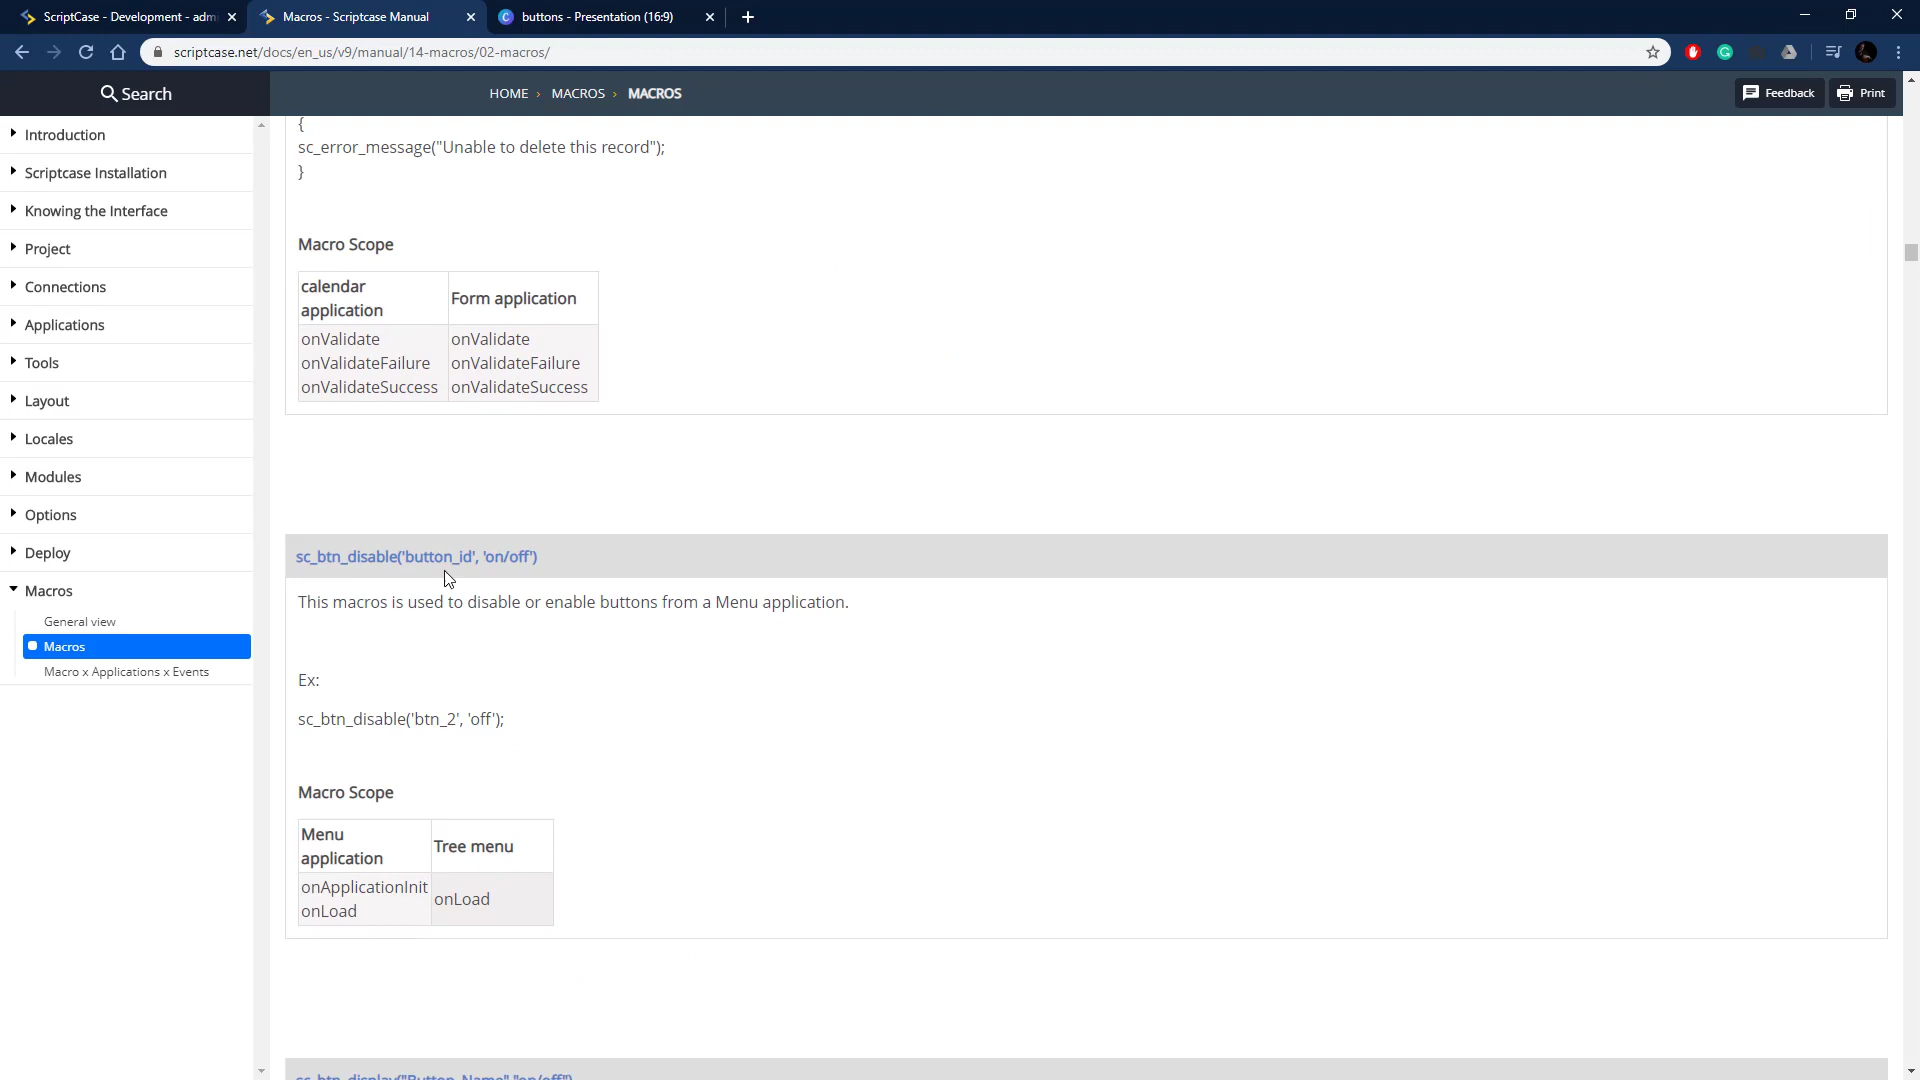 ScriptCase - Development - adm
Macros - Scriptcase Manual
buttons - Presentation (16:9)
scriptcase.net/docs/en_us/v9/manual/14-macros/02-macros/
Search
HOME › MACROS › MACROS
Feedback
Print
Introduction
Scriptcase Installation
Knowing the Interface
Project
Connections
Applications
Tools
Layout
Locales
Modules
Options
Deploy
Macros
General view
Macros
Macro x Applications x Events
{
sc_error_message("Unable to delete this record");
}
Macro Scope
calendar application
Form application
onValidate
onValidateFailure
onValidateSuccess
onValidate
onValidateFailure
onValidateSuccess
sc_btn_disable('button_id', 'on/off')
This macros is used to disable or enable buttons from a Menu application.
Ex:
sc_btn_disable('btn_2', 'off');
Macro Scope
Menu application
Tree menu
onApplicationInit
onLoad
onLoad
sc_btn_display("Button_Name","on/off")